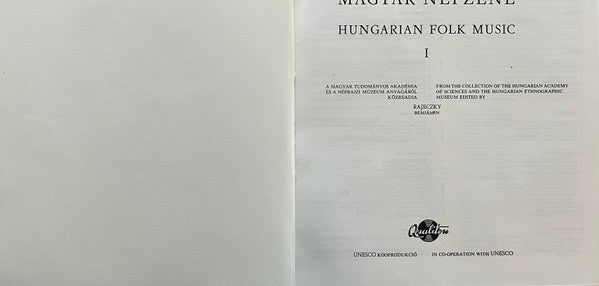 MAGYAR NÉPZENE
HUNGARIAN FOLK MUSIC
I
A MAGYAR TUDOMÁNYOS AKADÉMIA
ÉS A NÉPRAJZI MÚZEUM ANYAGÁBÓL
KÖZREADJA
FROM THE COLLECTION OF THE HUNGARIAN ACADEMY
OF SCIENCES AND THE HUNGARIAN ETHNOGRAPHIC
MUSEUM EDITED BY
RAJECZKY
BENJAMIN
Qualiton
UNESCO KOOPRODUKCIÓ
IN CO-OPERATION WITH UNESCO